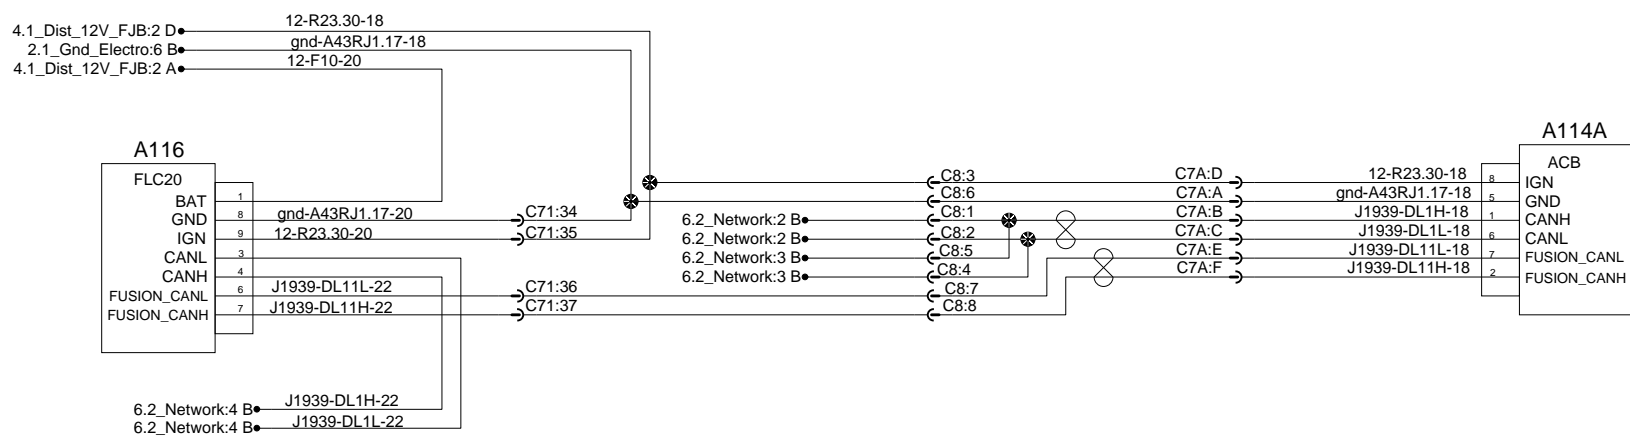 4.1_Dist_12V_FJB:2 D
12-R23.30-18
2.1_Gnd_Electro:6 B
gnd-A43RJ1.17-18
4.1_Dist_12V_FJB:2 A
12-F10-20
A116
FLC20
BAT 1
GND 8 gnd-A43RJ1.17-20 C71:34
IGN 9 12-R23.30-20 C71:35
CANL 3
CANH 4
FUSION_CANL 6 J1939-DL11L-22 C71:36
FUSION_CANH 7 J1939-DL11H-22 C71:37
6.2_Network:4 B J1939-DL1H-22
6.2_Network:4 B J1939-DL1L-22
A114A
ACB
C8:3 C7A:D 12-R23.30-18 8 IGN
C8:6 C7A:A gnd-A43RJ1.17-18 5 GND
6.2_Network:2 B C8:1 C7A:B J1939-DL1H-18 1 CANH
6.2_Network:2 B C8:2 C7A:C J1939-DL1L-18 6 CANL
6.2_Network:3 B C8:5 C7A:E J1939-DL11L-18 7 FUSION_CANL
6.2_Network:3 B C8:4 C7A:F J1939-DL11H-18 2 FUSION_CANH
C8:7
C8:8